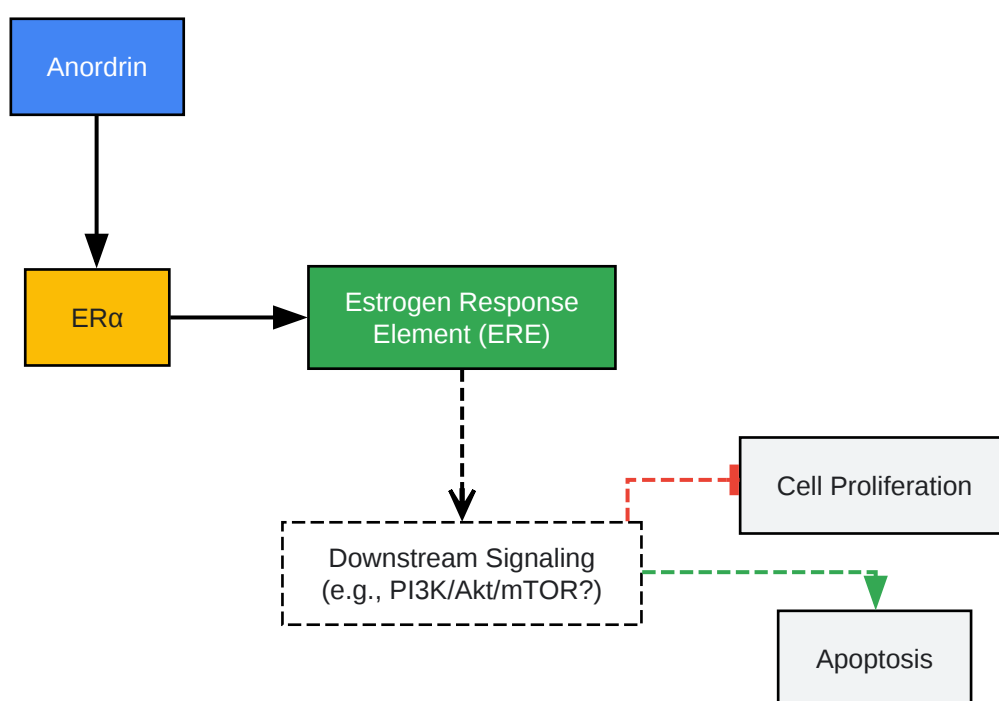 Anordrin
ERα
Estrogen Response
Element (ERE)
Cell Proliferation
Downstream Signaling
(e.g., PI3K/Akt/mTOR?)
Apoptosis